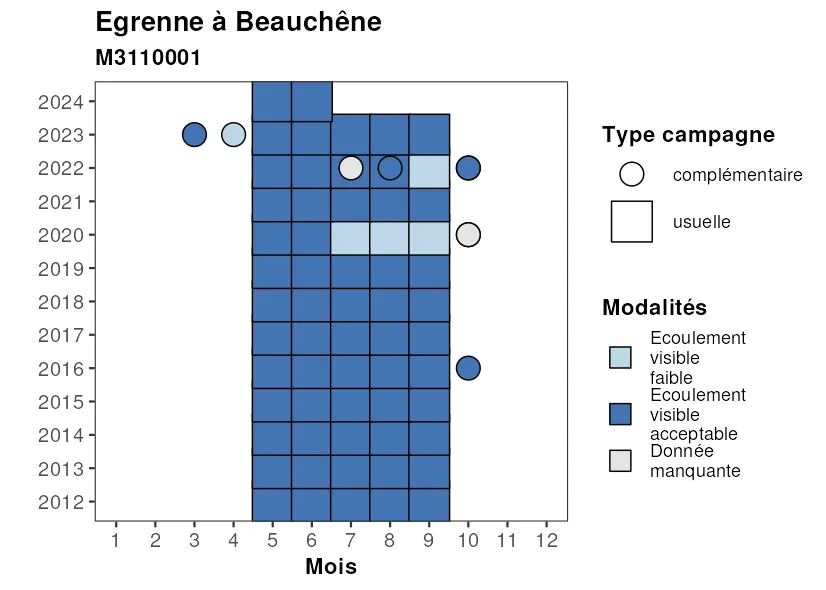 Egrenne à Beauchêne
M3110001
2024
2023
2022
2021
2020
2019
2018
2017
2016
2015
2014
2013
2012
1 2 3 4 5 6 7 8 9 10 11 12
Mois
Type campagne
complémentaire
usuelle
Modalités
Ecoulement
visible
faible
Ecoulement
visible
acceptable
Donnée
manquante